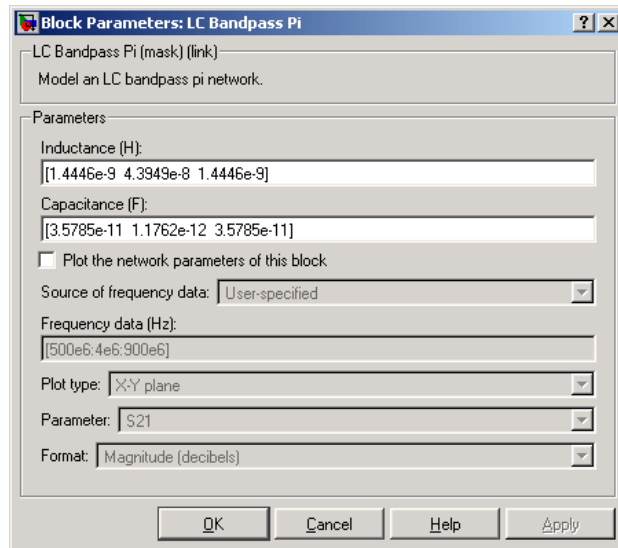 Block Parameters: LC Bandpass Pi
LC Bandpass Pi (mask) (link)
Model an LC bandpass pi network.
Parameters
Inductance (H):
[1.4446e-9 4.3949e-8 1.4446e-9]
Capacitance (F):
[3.5785e-11 1.1762e-12 3.5785e-11]
Plot the network parameters of this block
Source of frequency data: User-specified
Frequency data (Hz):
[500e6:4e6:900e6]
Plot type: X-Y plane
Parameter: S21
Format: Magnitude (decibels)
OK Cancel Help Apply